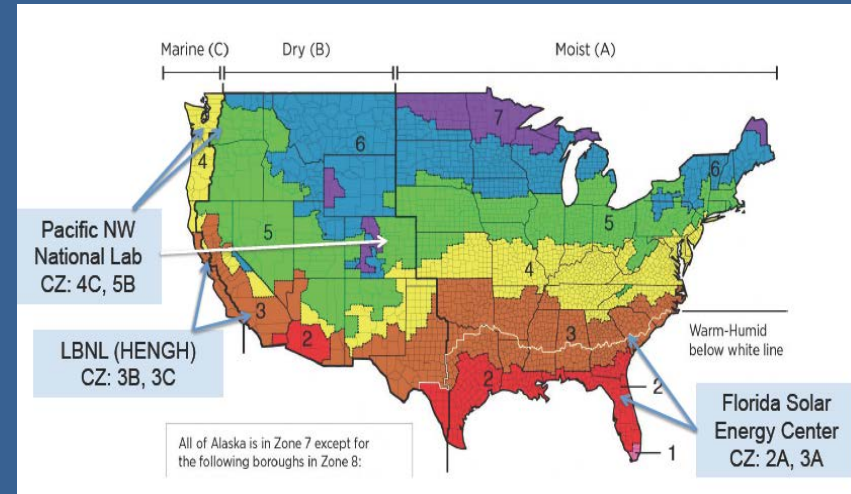 Marine (C)
Dry (B)
Moist (A)
7
6
6
4
Pacific NW
National Lab
CZ: 4C, 5B
5
5
4
LBNL (HENGH)
CZ: 3B, 3C
3
2
3
Warm-Humid
below white line
2
2
1
Florida Solar
Energy Center
CZ: 2A, 3A
All of Alaska is in Zone 7 except for
the following boroughs in Zone 8: